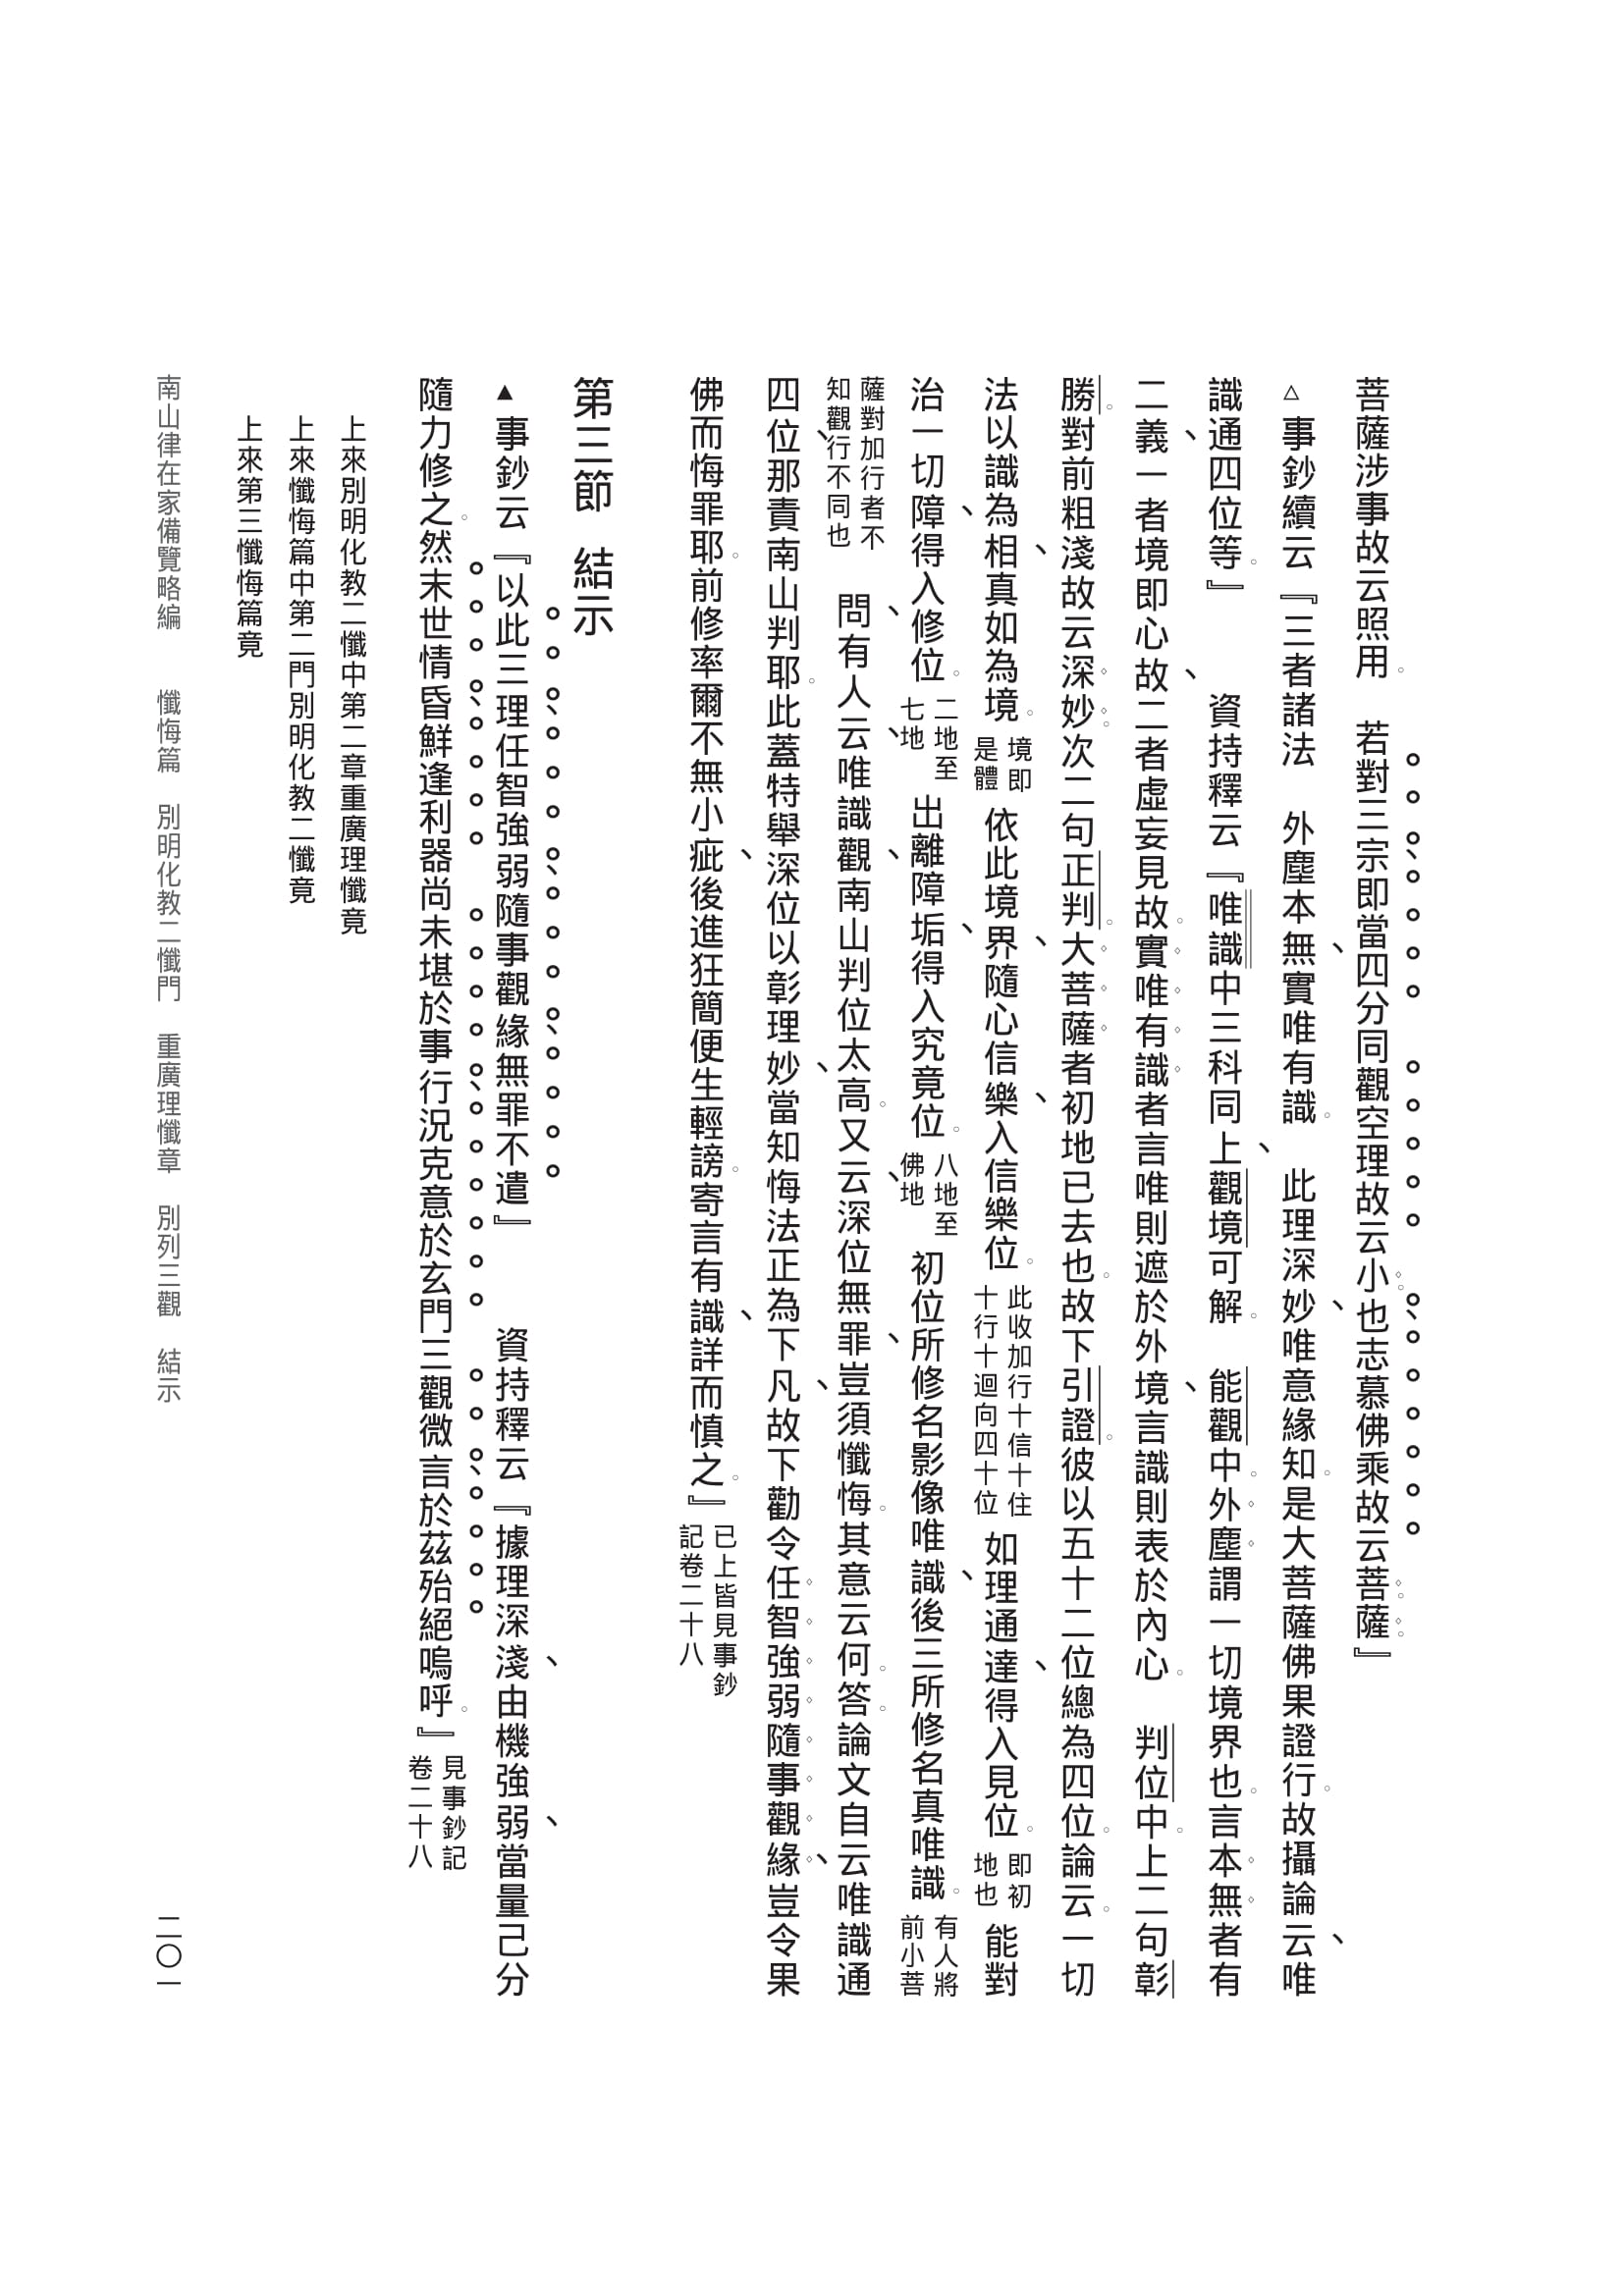 菩薩涉事故云照用　若對三宗即當四分同觀空理故云小也志慕佛乘故云菩薩』
△事鈔續云『三者諸法　外塵本無實唯有識　此理深妙唯意緣知是大菩薩佛果證行故攝論云唯
識通四位等』　　資持釋云『唯識中三科同上觀境可解　能觀中外塵謂一切境界也言本無者有
二義一者境即心故二者虛妄見故實唯有識者言唯則遮於外境言識則表於內心　判位中上二句彰
勝對前粗淺故云深妙次二句正判大菩薩者初地已去也故下引證彼以五十二位總為四位論云一切
法以識為相真如為境境即是體依此境界隨心信樂入信樂位此收加行十信十住十行十迴向四十位如理通達得入見位即初地也能對
治一切障得入修位二地至七地出離障垢得入究竟位八地至佛地初位所修名影像唯識後三所修名真唯識有人將前小菩
薩對加行者不知觀行不同也　問有人云唯識觀南山判位太高又云深位無罪豈須懺悔其意云何答論文自云唯識通
四位那責南山判耶此蓋特舉深位以彰理妙當知悔法正為下凡故下勸令任智強弱隨事觀緣豈令果
佛而悔罪耶前修率爾不無小疵後進狂簡便生輕謗寄言有識詳而慎之』已上皆見事鈔記卷二十八
第三節　結示
▲事鈔云『以此三理任智強弱隨事觀緣無罪不遣』　　資持釋云『據理深淺由機強弱當量己分
隨力修之然末世情昏鮮逢利器尚未堪於事行況克意於玄門三觀微言於茲殆絕嗚呼』見事鈔記卷二十八
上來別明化教二懺中第二章重廣理懺竟
上來懺悔篇中第二門別明化教二懺竟
上來第三懺悔篇竟
南山律在家備覽略編　　懺悔篇　別明化教二懺門　重廣理懺章　別列三觀　結示
二〇一